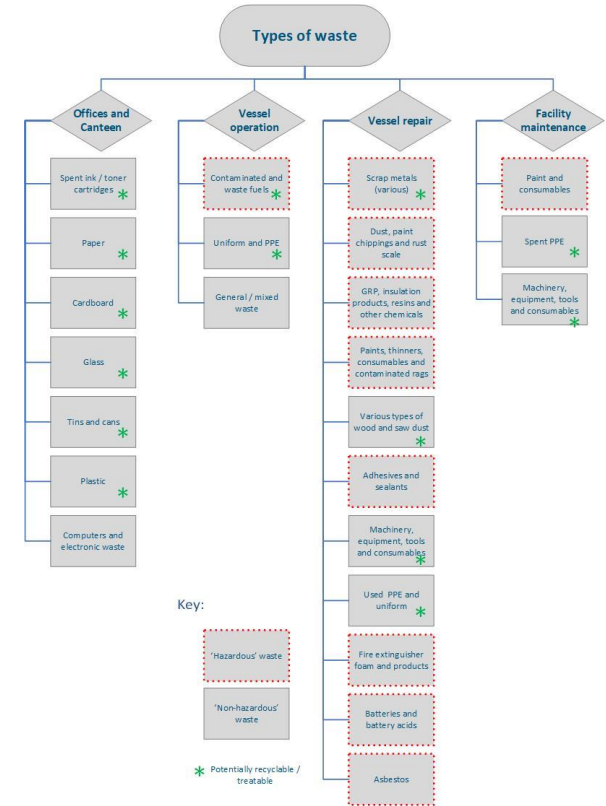 Types of waste
Offices and
Canteen
Spent ink / toner
cartridges
Paper
Cardboard
Glass
Tins and cans
Plastic
Computers and
electronic waste
Vessel
operation
Contaminated and
waste fuels
Uniform and PPE
General / mixed
waste
Vessel repair
Scrap metals
(various)
Dust, paint
chippings and rust
scale
GRP, insulation
products, resins and
other chemicals
Paints, thinners,
consumables and
contaminated rags
Various types of
wood and saw dust
Adhesives and
sealants
Machinery,
equipment, tools
and consumables
Used PPE and
uniform
Fire extinguisher
foam and products
Batteries and
battery acids
Asbestos
Facility
maintenance
Paint and
consumables
Spent PPE
Machinery,
equipment, tools
and consumables
Key:
'Hazardous' waste
'Non-hazardous'
waste
* Potentially recyclable /
treatable